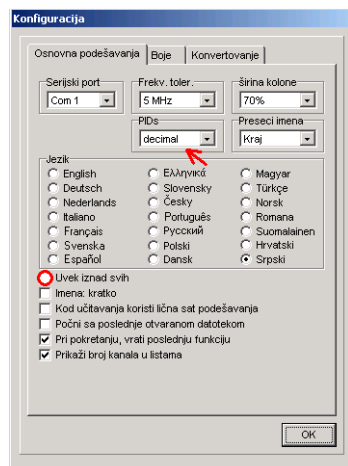 Konfiguracija
Osnovna podešavanja Boje Konvertovanje
Serijski port Frekv. toler. širina kolone
Com 1 5 MHz 70%
PIDs Preseci imena
decimal Kraj
Jezik
English Ελληνικά Magyar
Deutsch Slovensky Türkçe
Nederlands Česky Norsk
Italiano Português Romana
Français Русский Suomalainen
Svenska Polski Hrvatski
Español Dansk Srpski
Uvek iznad svih
Imena: kratko
Kod učitavanja koristi lična sat podešavanja
Počni sa poslednje otvaranom datotekom
Pri pokretanju, vrati poslednju funkciju
Prikaži broj kanala u listama
OK